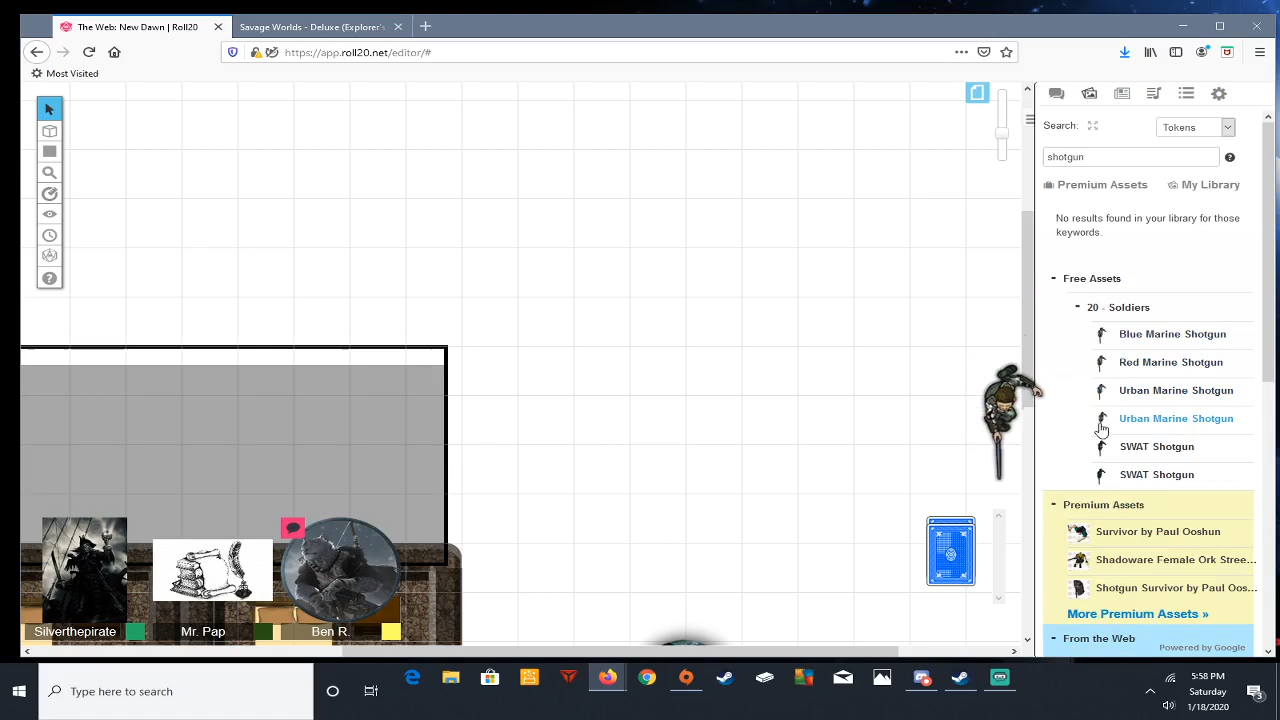 The Web: New Dawn | Roll20
Savage Worlds - Deluxe (Explorer's
https://app.roll20.net/editor/#
Most Visited
Search:
Tokens
shotgun
Premium Assets
My Library
No results found in your library for those
keywords.
Free Assets
20 - Soldiers
Blue Marine Shotgun
Red Marine Shotgun
Urban Marine Shotgun
Urban Marine Shotgun
SWAT Shotgun
SWAT Shotgun
Premium Assets
Survivor by Paul Ooshun
Shadoware Female Ork Stree...
Shotgun Survivor by Paul Oos...
More Premium Assets »
From the Web
Powered by Google
Silverthepirate
Mr. Pap
Ben R.
Type here to search
5:58 PM
Saturday
1/18/2020